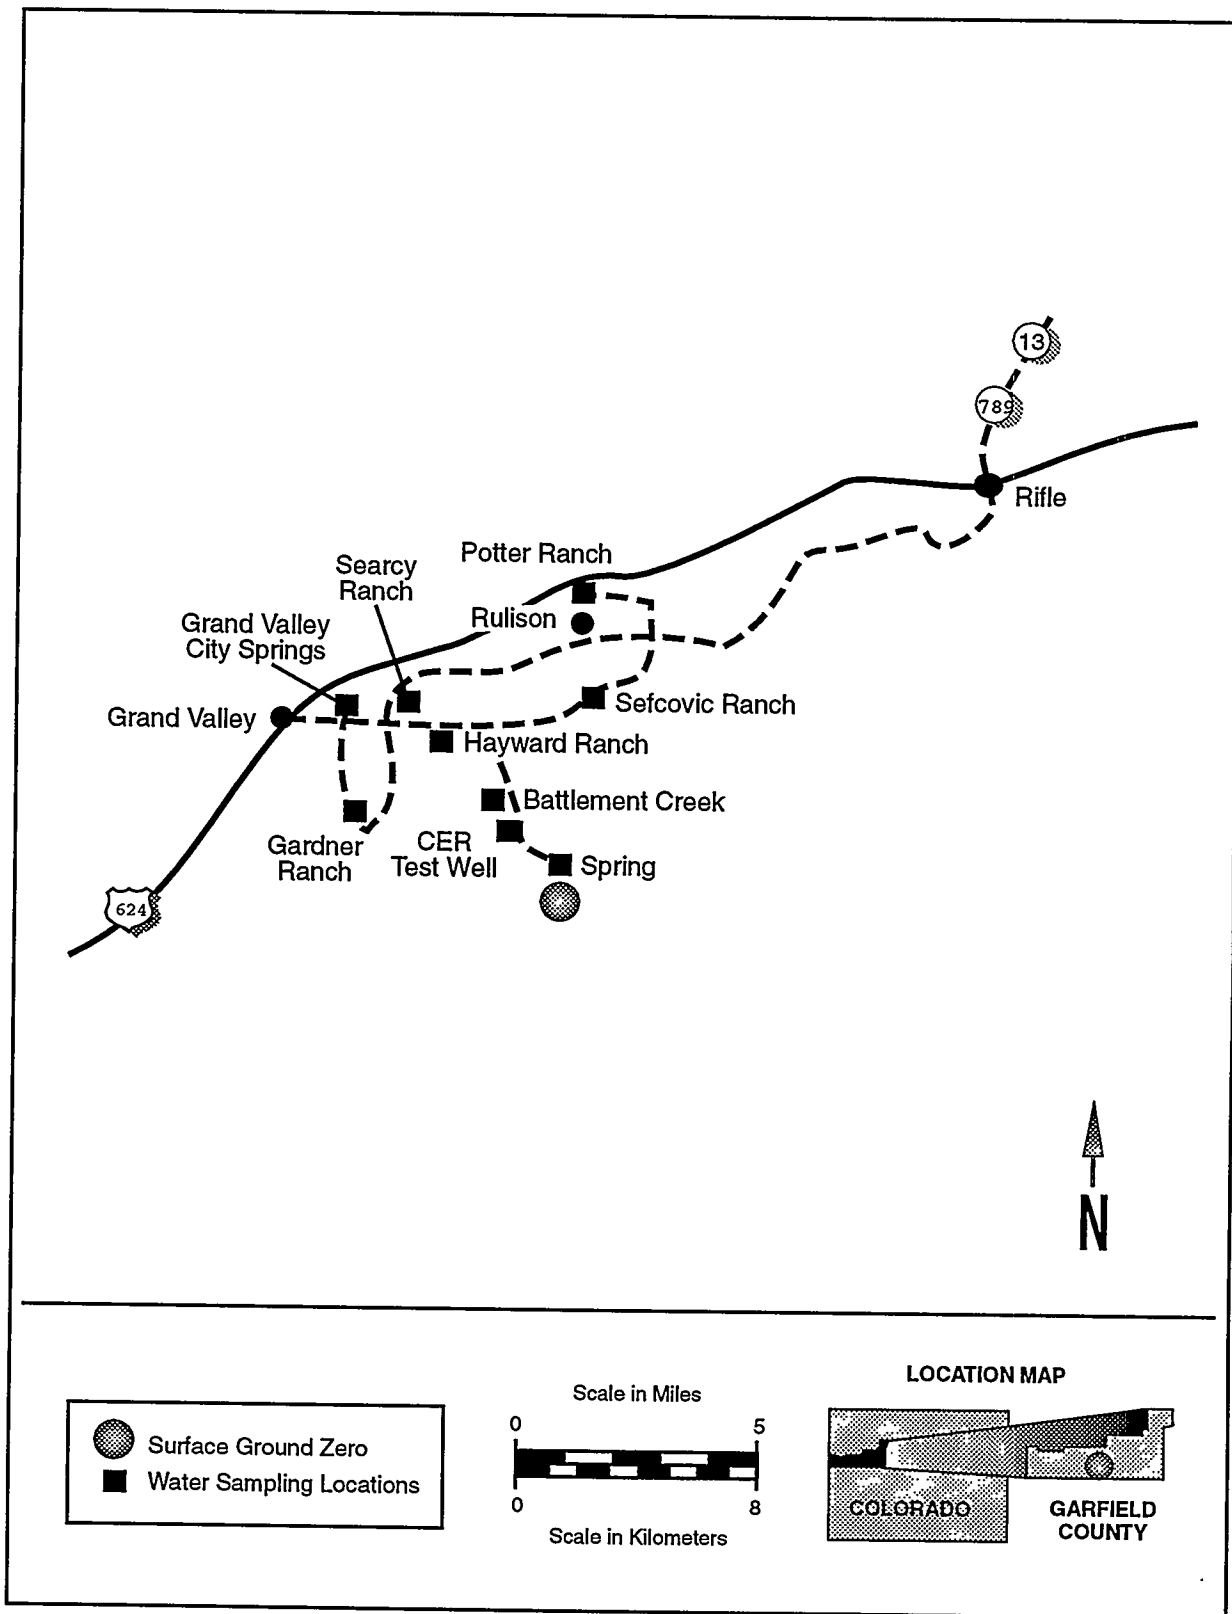 13
789
Rifle
Potter Ranch
Searcy
Ranch
Rulison
Grand Valley
City Springs
Sefcovic Ranch
Grand Valley
Hayward Ranch
Battlement Creek
CER
Test Well
Gardner
Ranch
Spring
624
N
Surface Ground Zero
Water Sampling Locations
Scale in Miles
0 5
0 8
Scale in Kilometers
LOCATION MAP
COLORADO
GARFIELD
COUNTY